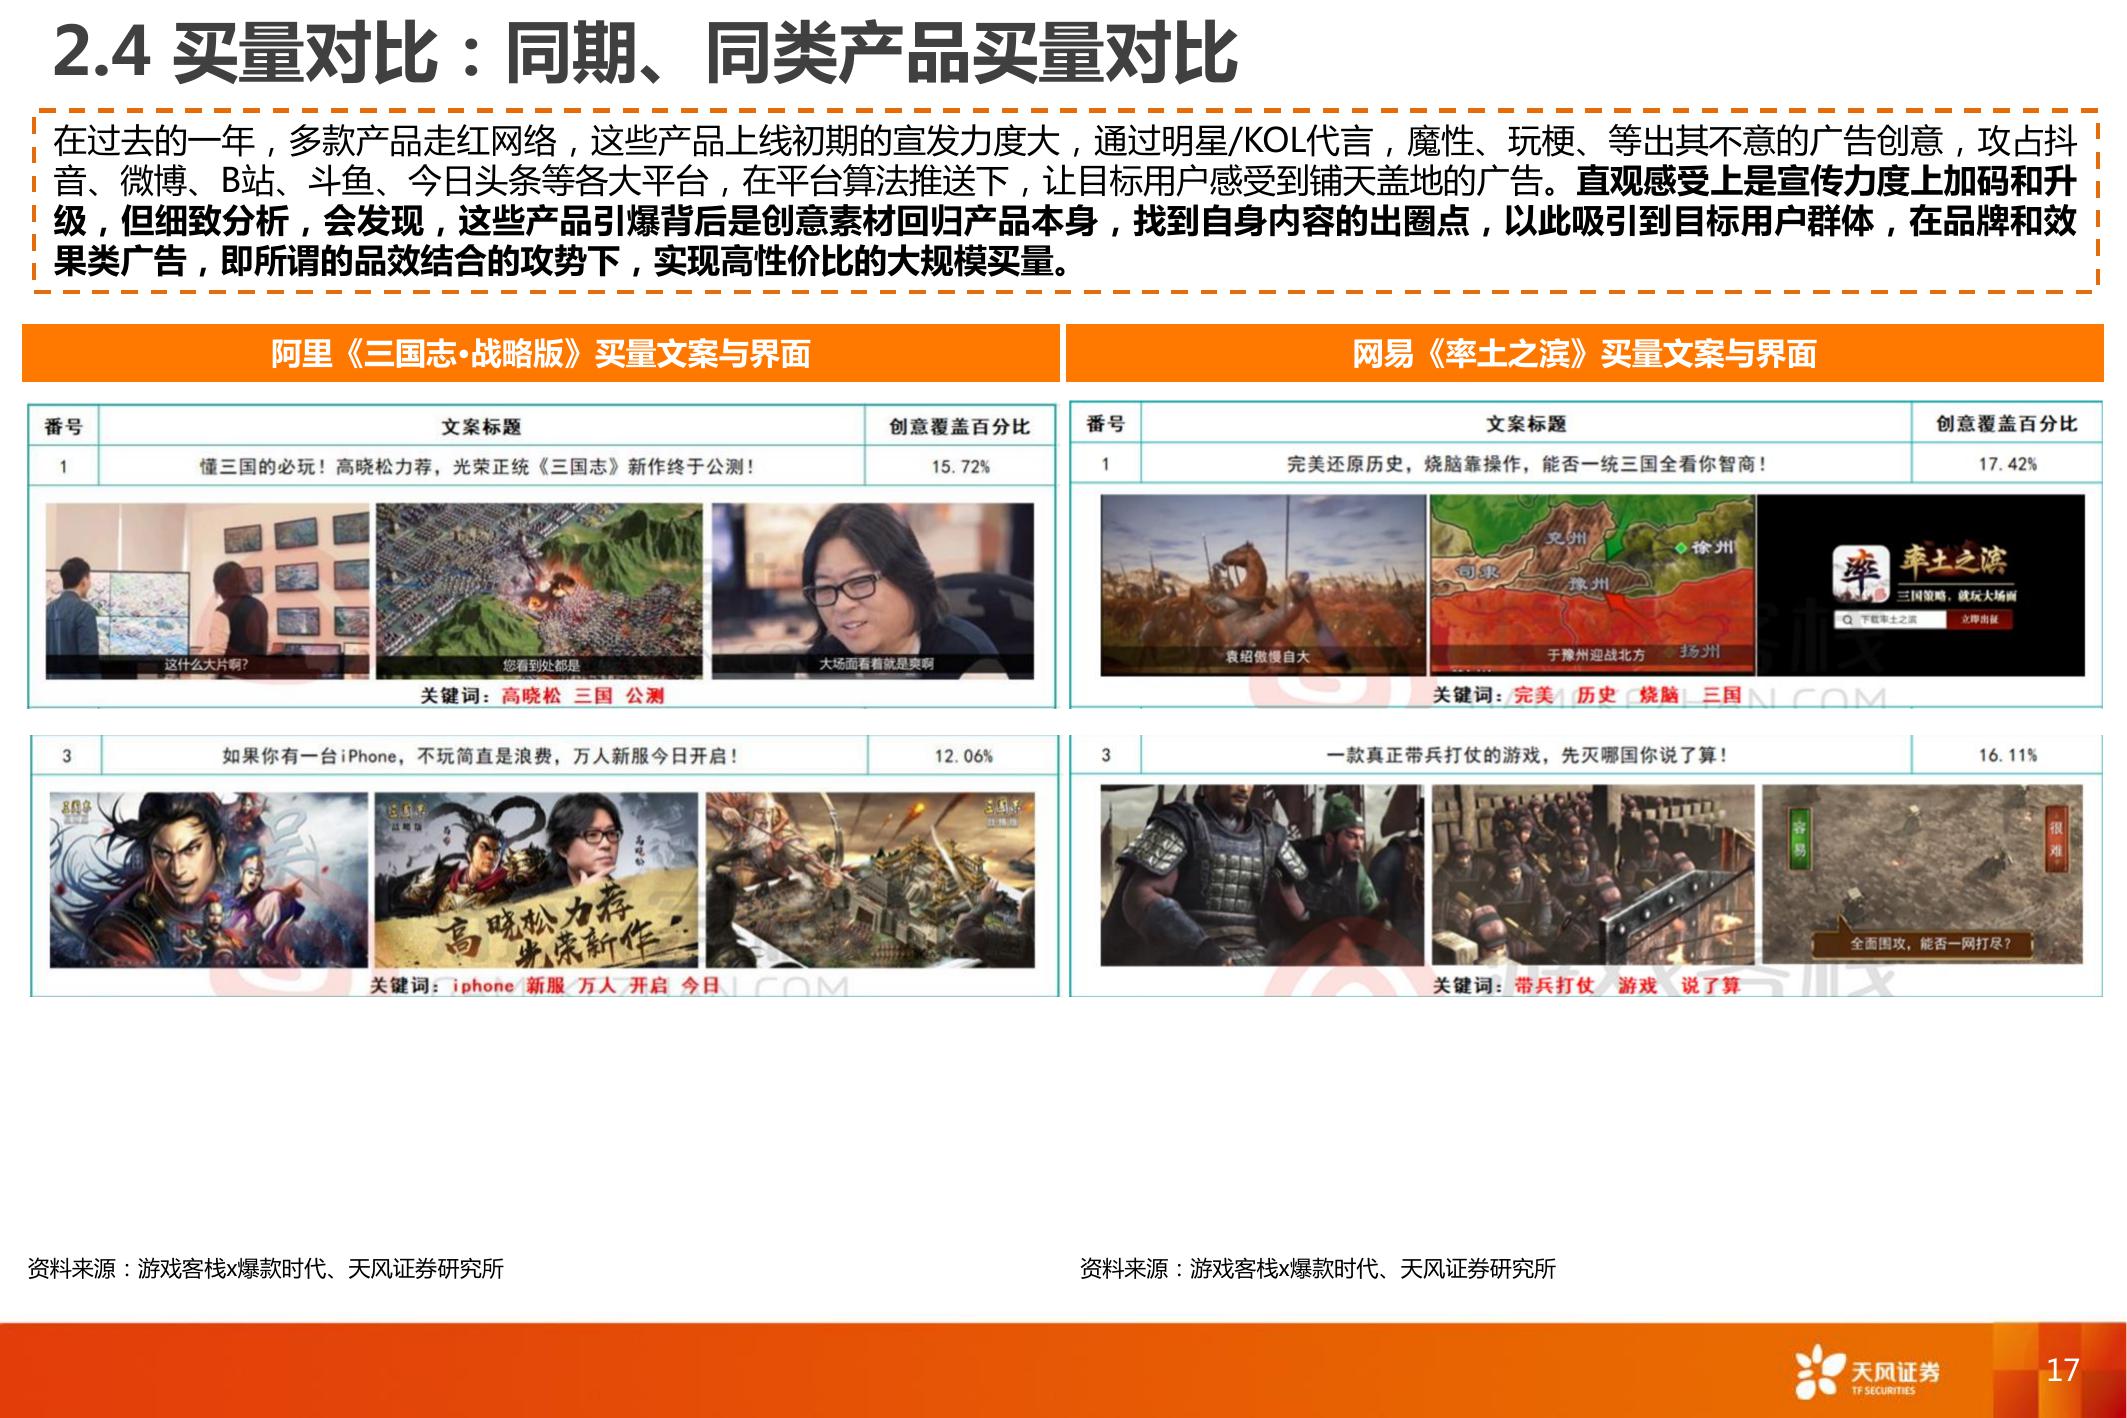 2.4 买量对比：同期、同类产品买量对比
在过去的一年，多款产品走红网络，这些产品上线初期的宣发力度大，通过明星/KOL代言，魔性、玩梗、等出其不意的广告创意，攻占抖
音、微博、B站、斗鱼、今日头条等各大平台，在平台算法推送下，让目标用户感受到铺天盖地的广告。直观感受上是宣传力度上加码和升
级，但细致分析，会发现，这些产品引爆背后是创意素材回归产品本身，找到自身内容的出圈点，以此吸引到目标用户群体，在品牌和效
果类广告，即所谓的品效结合的攻势下，实现高性价比的大规模买量。
阿里《三国志•战略版》买量文案与界面
番号 文案标题 创意覆盖百分比
1 懂三国的必玩！高晓松力荐，光荣正统《三国志》新作终于公测！ 15.72%
这什么大片啊？ 您看到处都是 大场面看着就是爽啊
关键词：高晓松 三国 公测
3 如果你有一台iPhone，不玩简直是浪费，万人新服今日开启！ 12.06%
高晓松力荐
光荣新作
关键词：iphone 新服 万人 开启 今日
资料来源：游戏客栈x爆款时代、天风证券研究所
网易《率土之滨》买量文案与界面
番号 文案标题 创意覆盖百分比
1 完美还原历史，烧脑靠操作，能否一统三国全看你智商！ 17.42%
袁绍傲慢自大
兖州 徐州
司隶 豫州
扬州
于豫州迎战北方
率 率土之滨
三国策略，就玩大场面
下载率土之滨 立即出征
关键词：完美 历史 烧脑 三国
3 一款真正带兵打仗的游戏，先灭哪国你说了算！ 16.11%
容易 很难
全面围攻，能否一网打尽？
关键词：带兵打仗 游戏 说了算
资料来源：游戏客栈x爆款时代、天风证券研究所
天风证券
TF SECURITIES
17